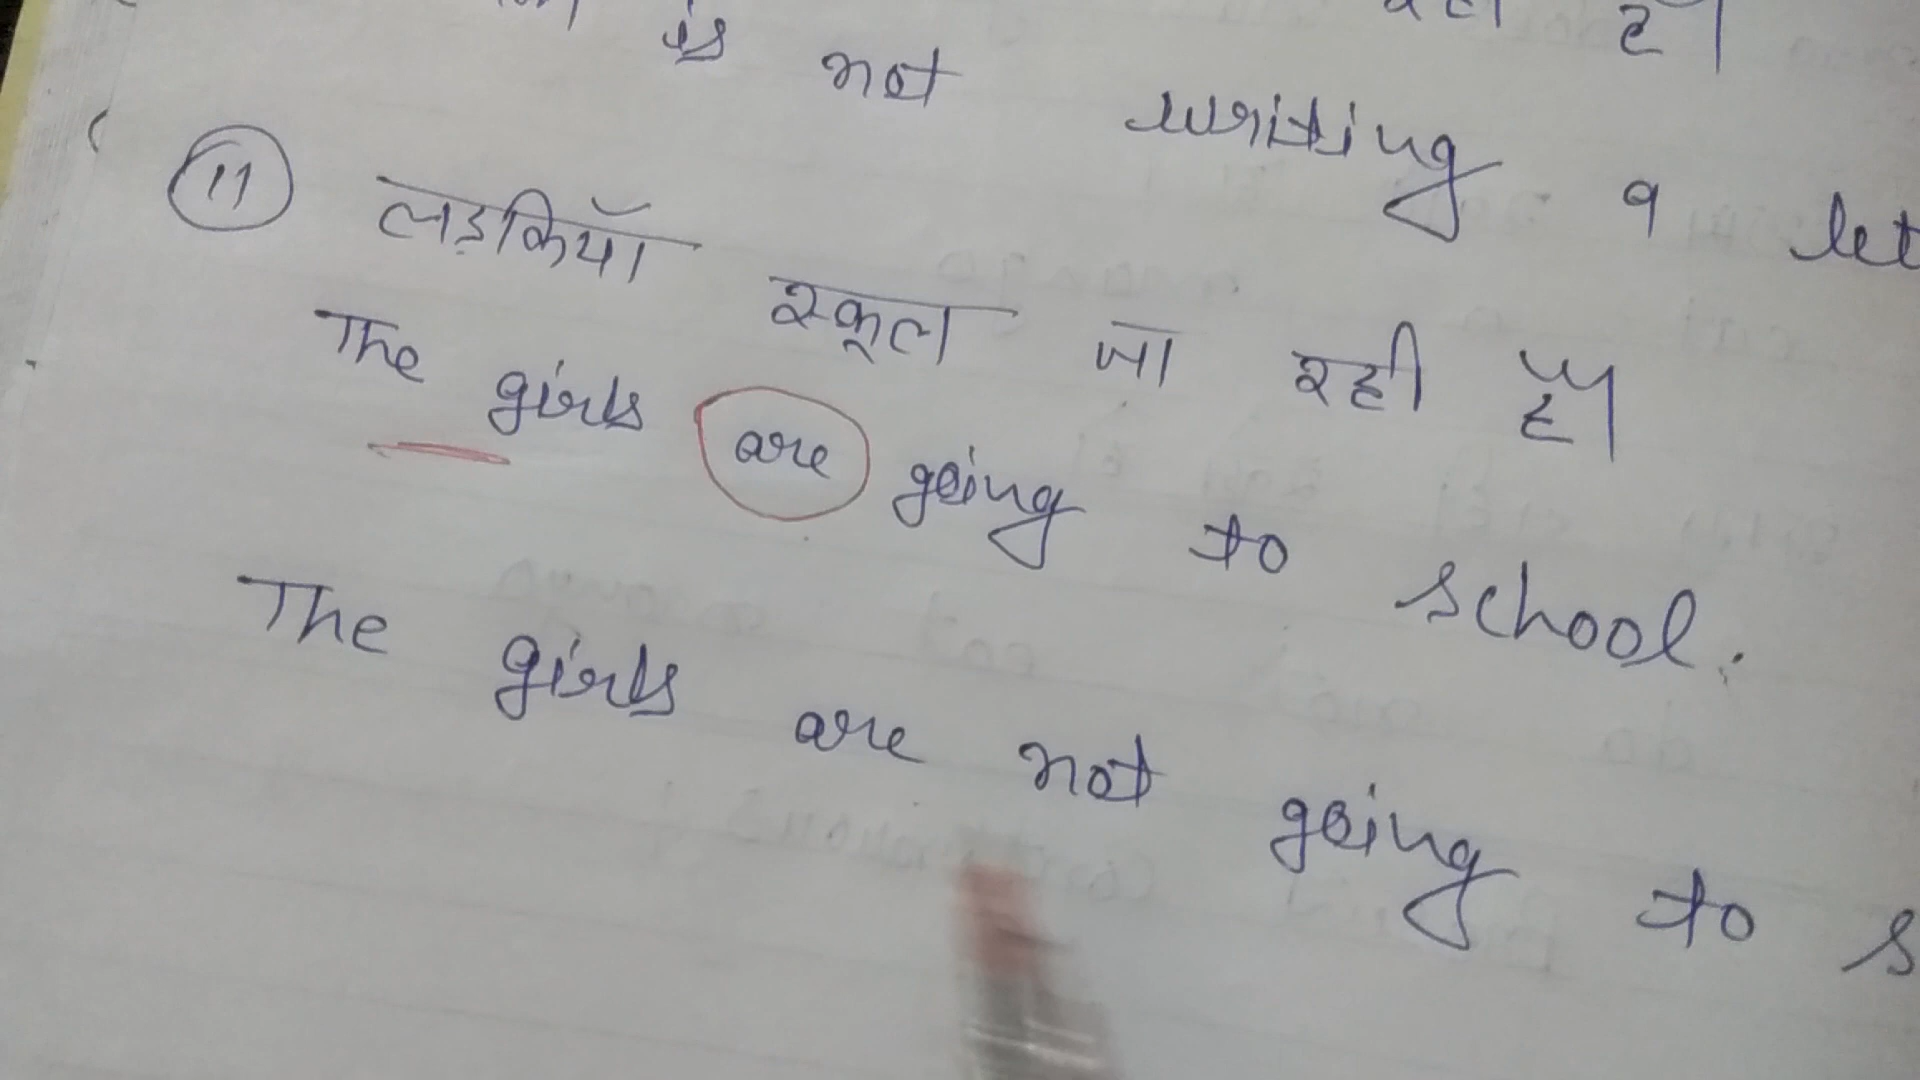 है।
is not writing a let
11 लड़कियाँ स्कूल जा रही हैं।
The girls are going to school.
The girls are not going to s